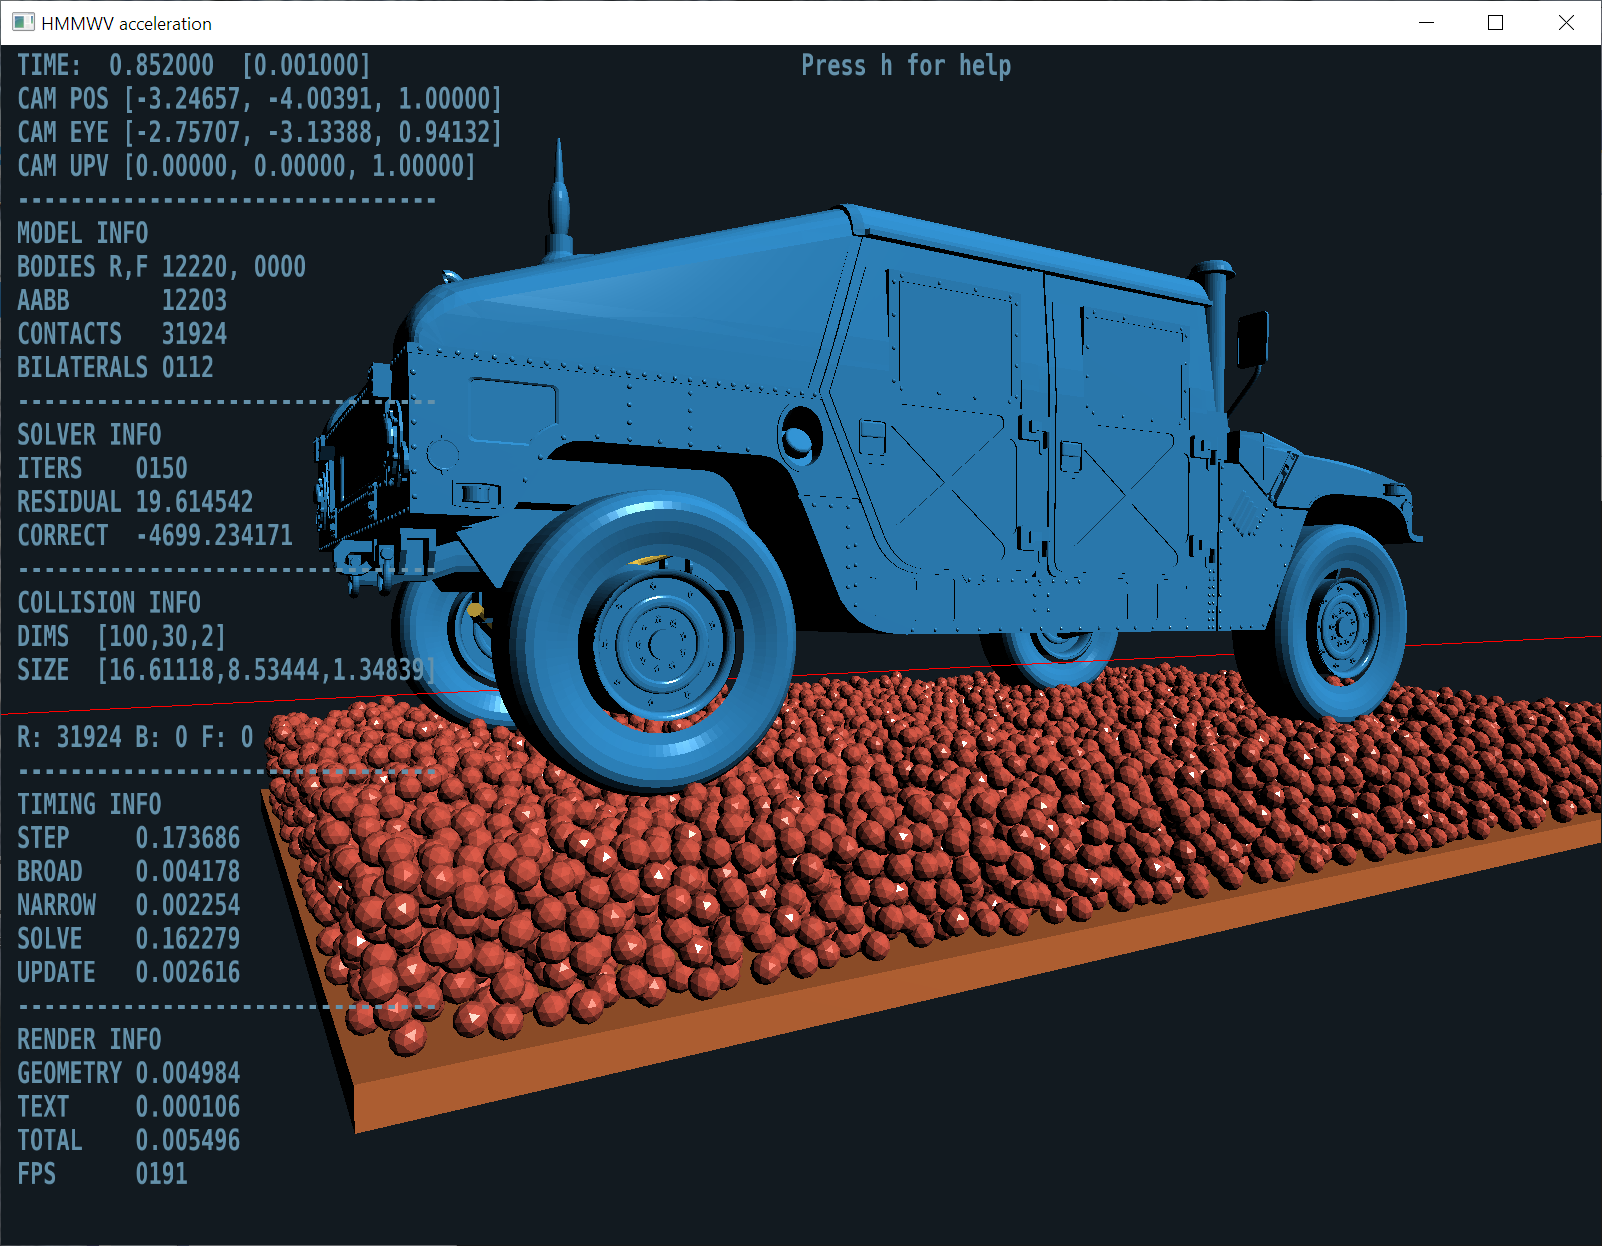 HMMWV acceleration
TIME:  0.852000  [0.001000]
Press h for help
CAM POS [-3.24657, -4.00391, 1.00000]
CAM EYE [-2.75707, -3.13388, 0.94132]
CAM UPV [0.00000, 0.00000, 1.00000]
--------------------------------
MODEL INFO
BODIES R,F 12220, 0000
AABB       12203
CONTACTS   31924
BILATERALS 0112
--------------------------------
SOLVER INFO
ITERS    0150
RESIDUAL 19.614542
CORRECT  -4699.234171
--------------------------------
COLLISION INFO
DIMS  [100,30,2]
SIZE  [16.61118,8.53444,1.34839]
R: 31924 B: 0 F: 0
--------------------------------
TIMING INFO
STEP     0.173686
BROAD    0.004178
NARROW   0.002254
SOLVE    0.162279
UPDATE   0.002616
--------------------------------
RENDER INFO
GEOMETRY 0.004984
TEXT     0.000106
TOTAL    0.005496
FPS      0191